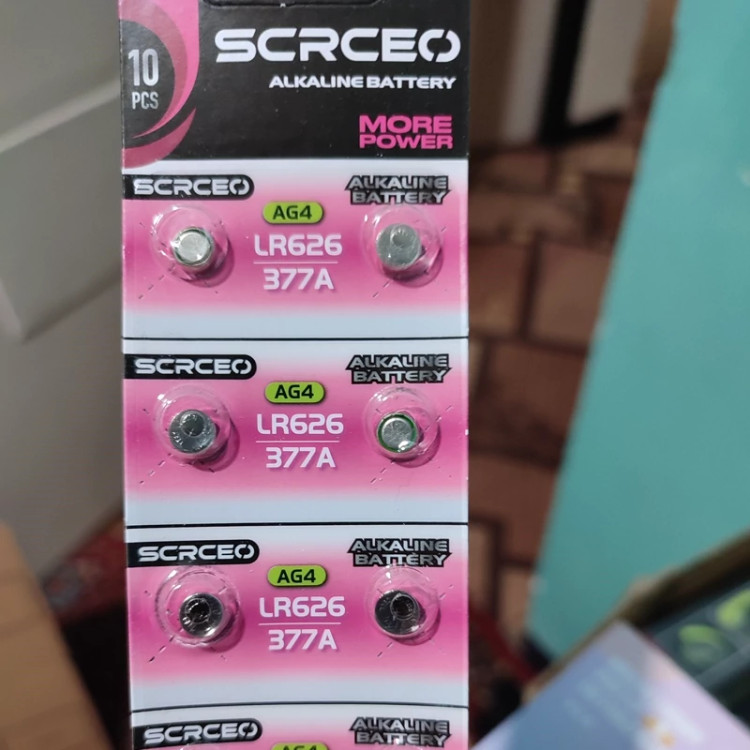 10
PCS
SCRCEO
ALKALINE BATTERY
MORE
POWER
SCRCEO
ALKALINE
BATTERY
AG4
LR626
377A
SCRCEO
ALKALINE
BATTERY
AG4
LR626
377A
SCRCEO
ALKALINE
BATTERY
AG4
LR626
377A
SCRCEO
ALKALINE
BATTERY
AG4